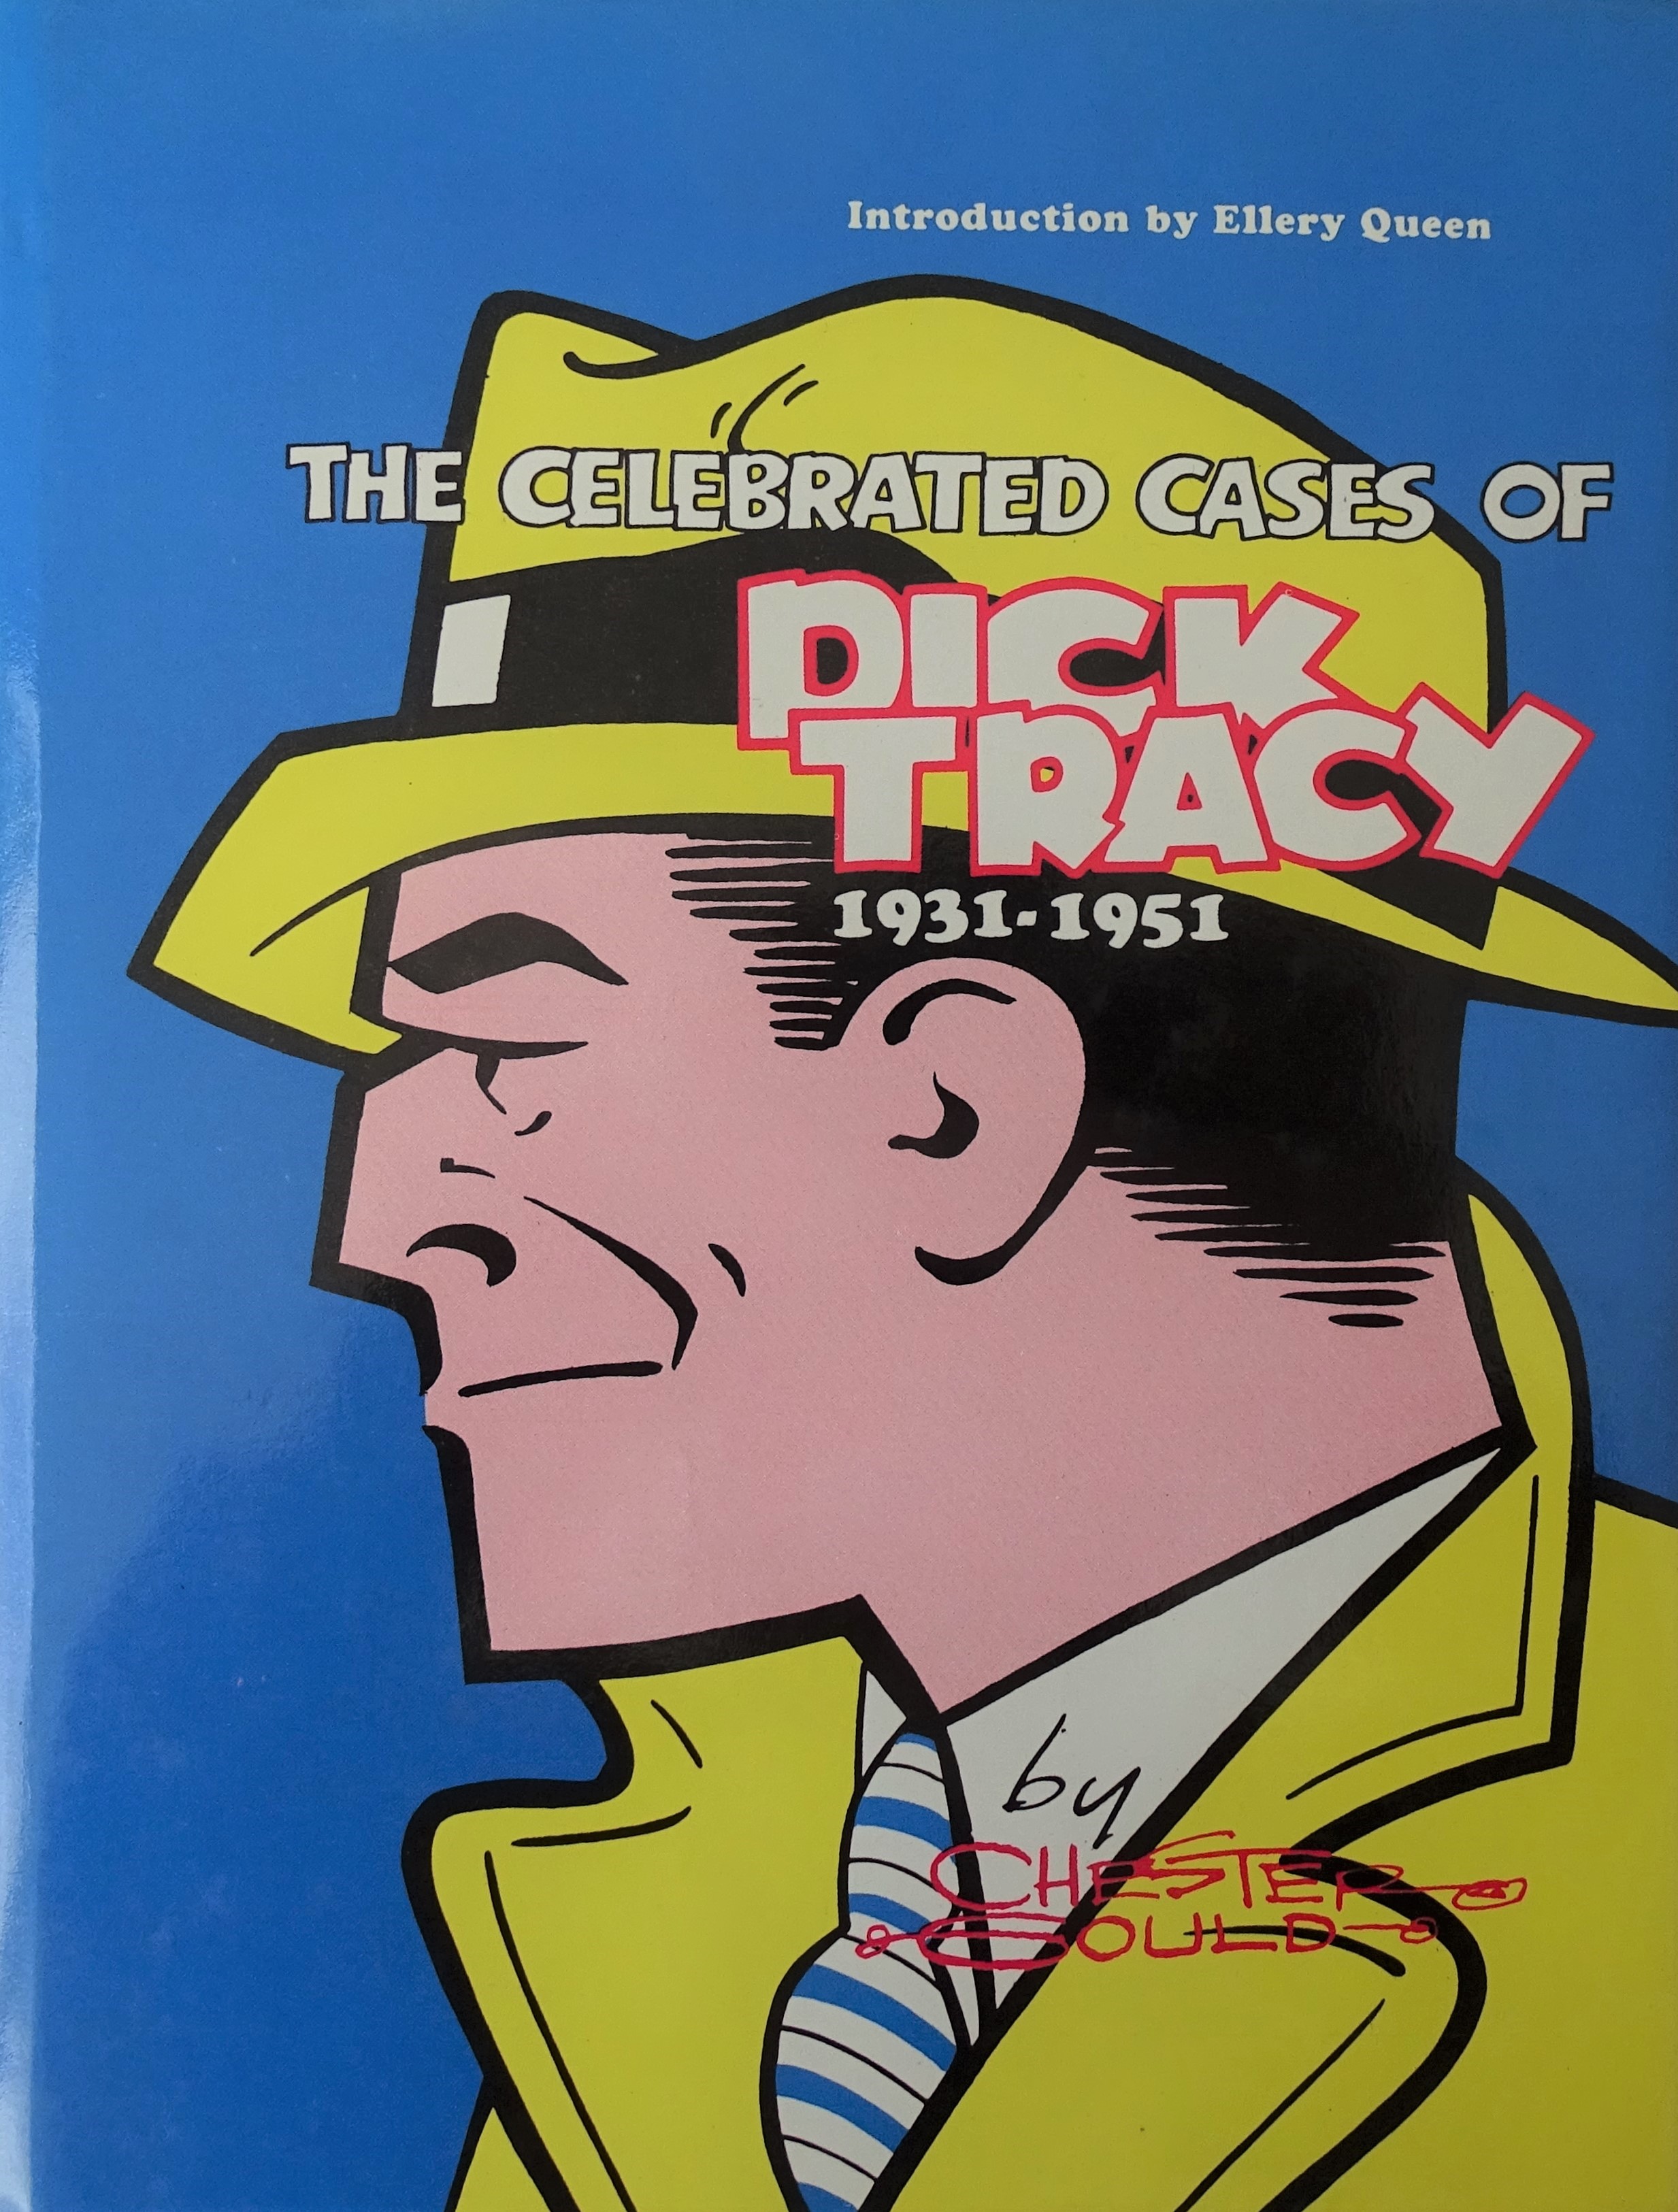 Introduction by Ellery Queen
THE CELEBRATED CASES OF
DICK
TRACY
1931-1951
by
CHESTER
GOULD